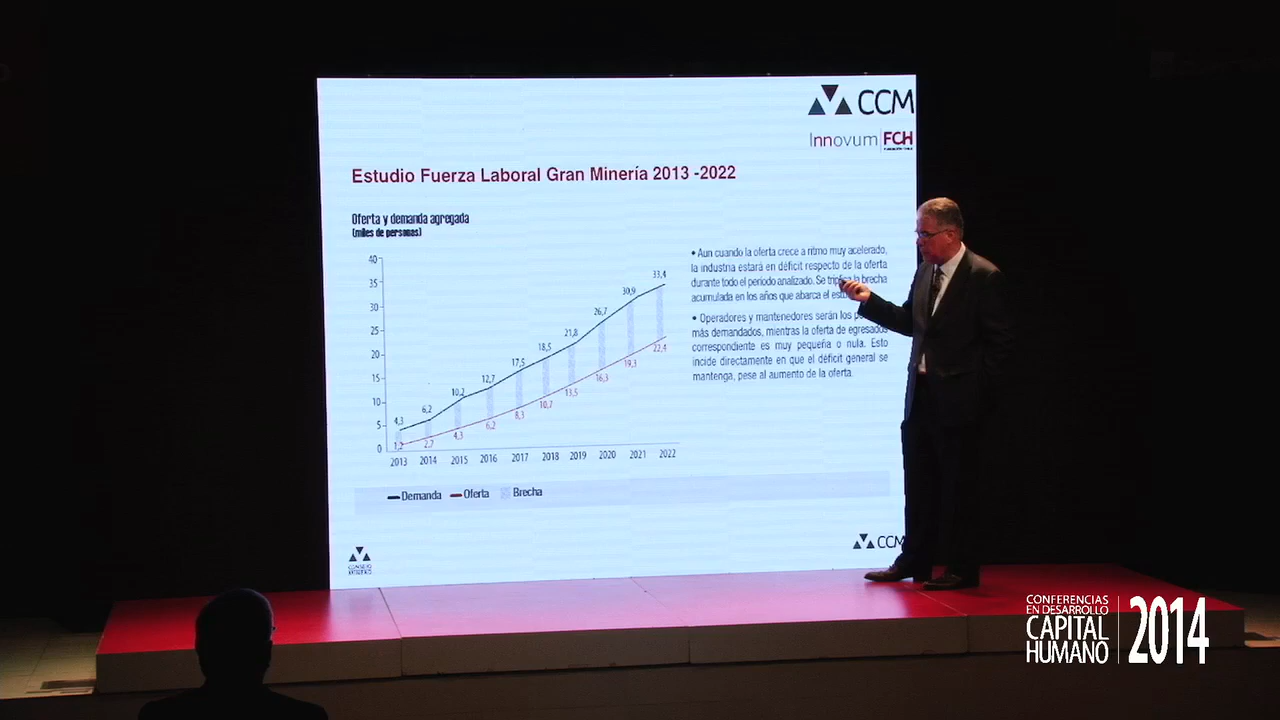 CCM
Innovum FCH
FUNDACIÓN CHILE
Estudio Fuerza Laboral Gran Minería 2013 -2022
Oferta y demanda agregada
(miles de personas)
40
35
30
25
20
15
10
5
0
4,3
6,2
10,2
12,7
17,5
18,5
21,8
26,7
30,9
33,4
1,2
2,7
4,3
6,2
8,3
10,7
13,5
16,3
19,3
22,4
2013 2014 2015 2016 2017 2018 2019 2020 2021 2022
Demanda Oferta Brecha
• Aun cuando la oferta crece a ritmo muy acelerado,
la industria estará en déficit respecto de la oferta
durante todo el periodo analizado. Se la brecha
acumulada en los años que abarca el
• Operadores y mantenedores serán los
más demandados, mientras la oferta de egresados
correspondiente es muy pequeña o nula. Esto
incide directamente en que el déficit general se
mantenga, pese al aumento de la oferta.
CONSEJO
MINERO
CCM
CONFERENCIAS
EN DESARROLLO
CAPITAL
HUMANO
2014